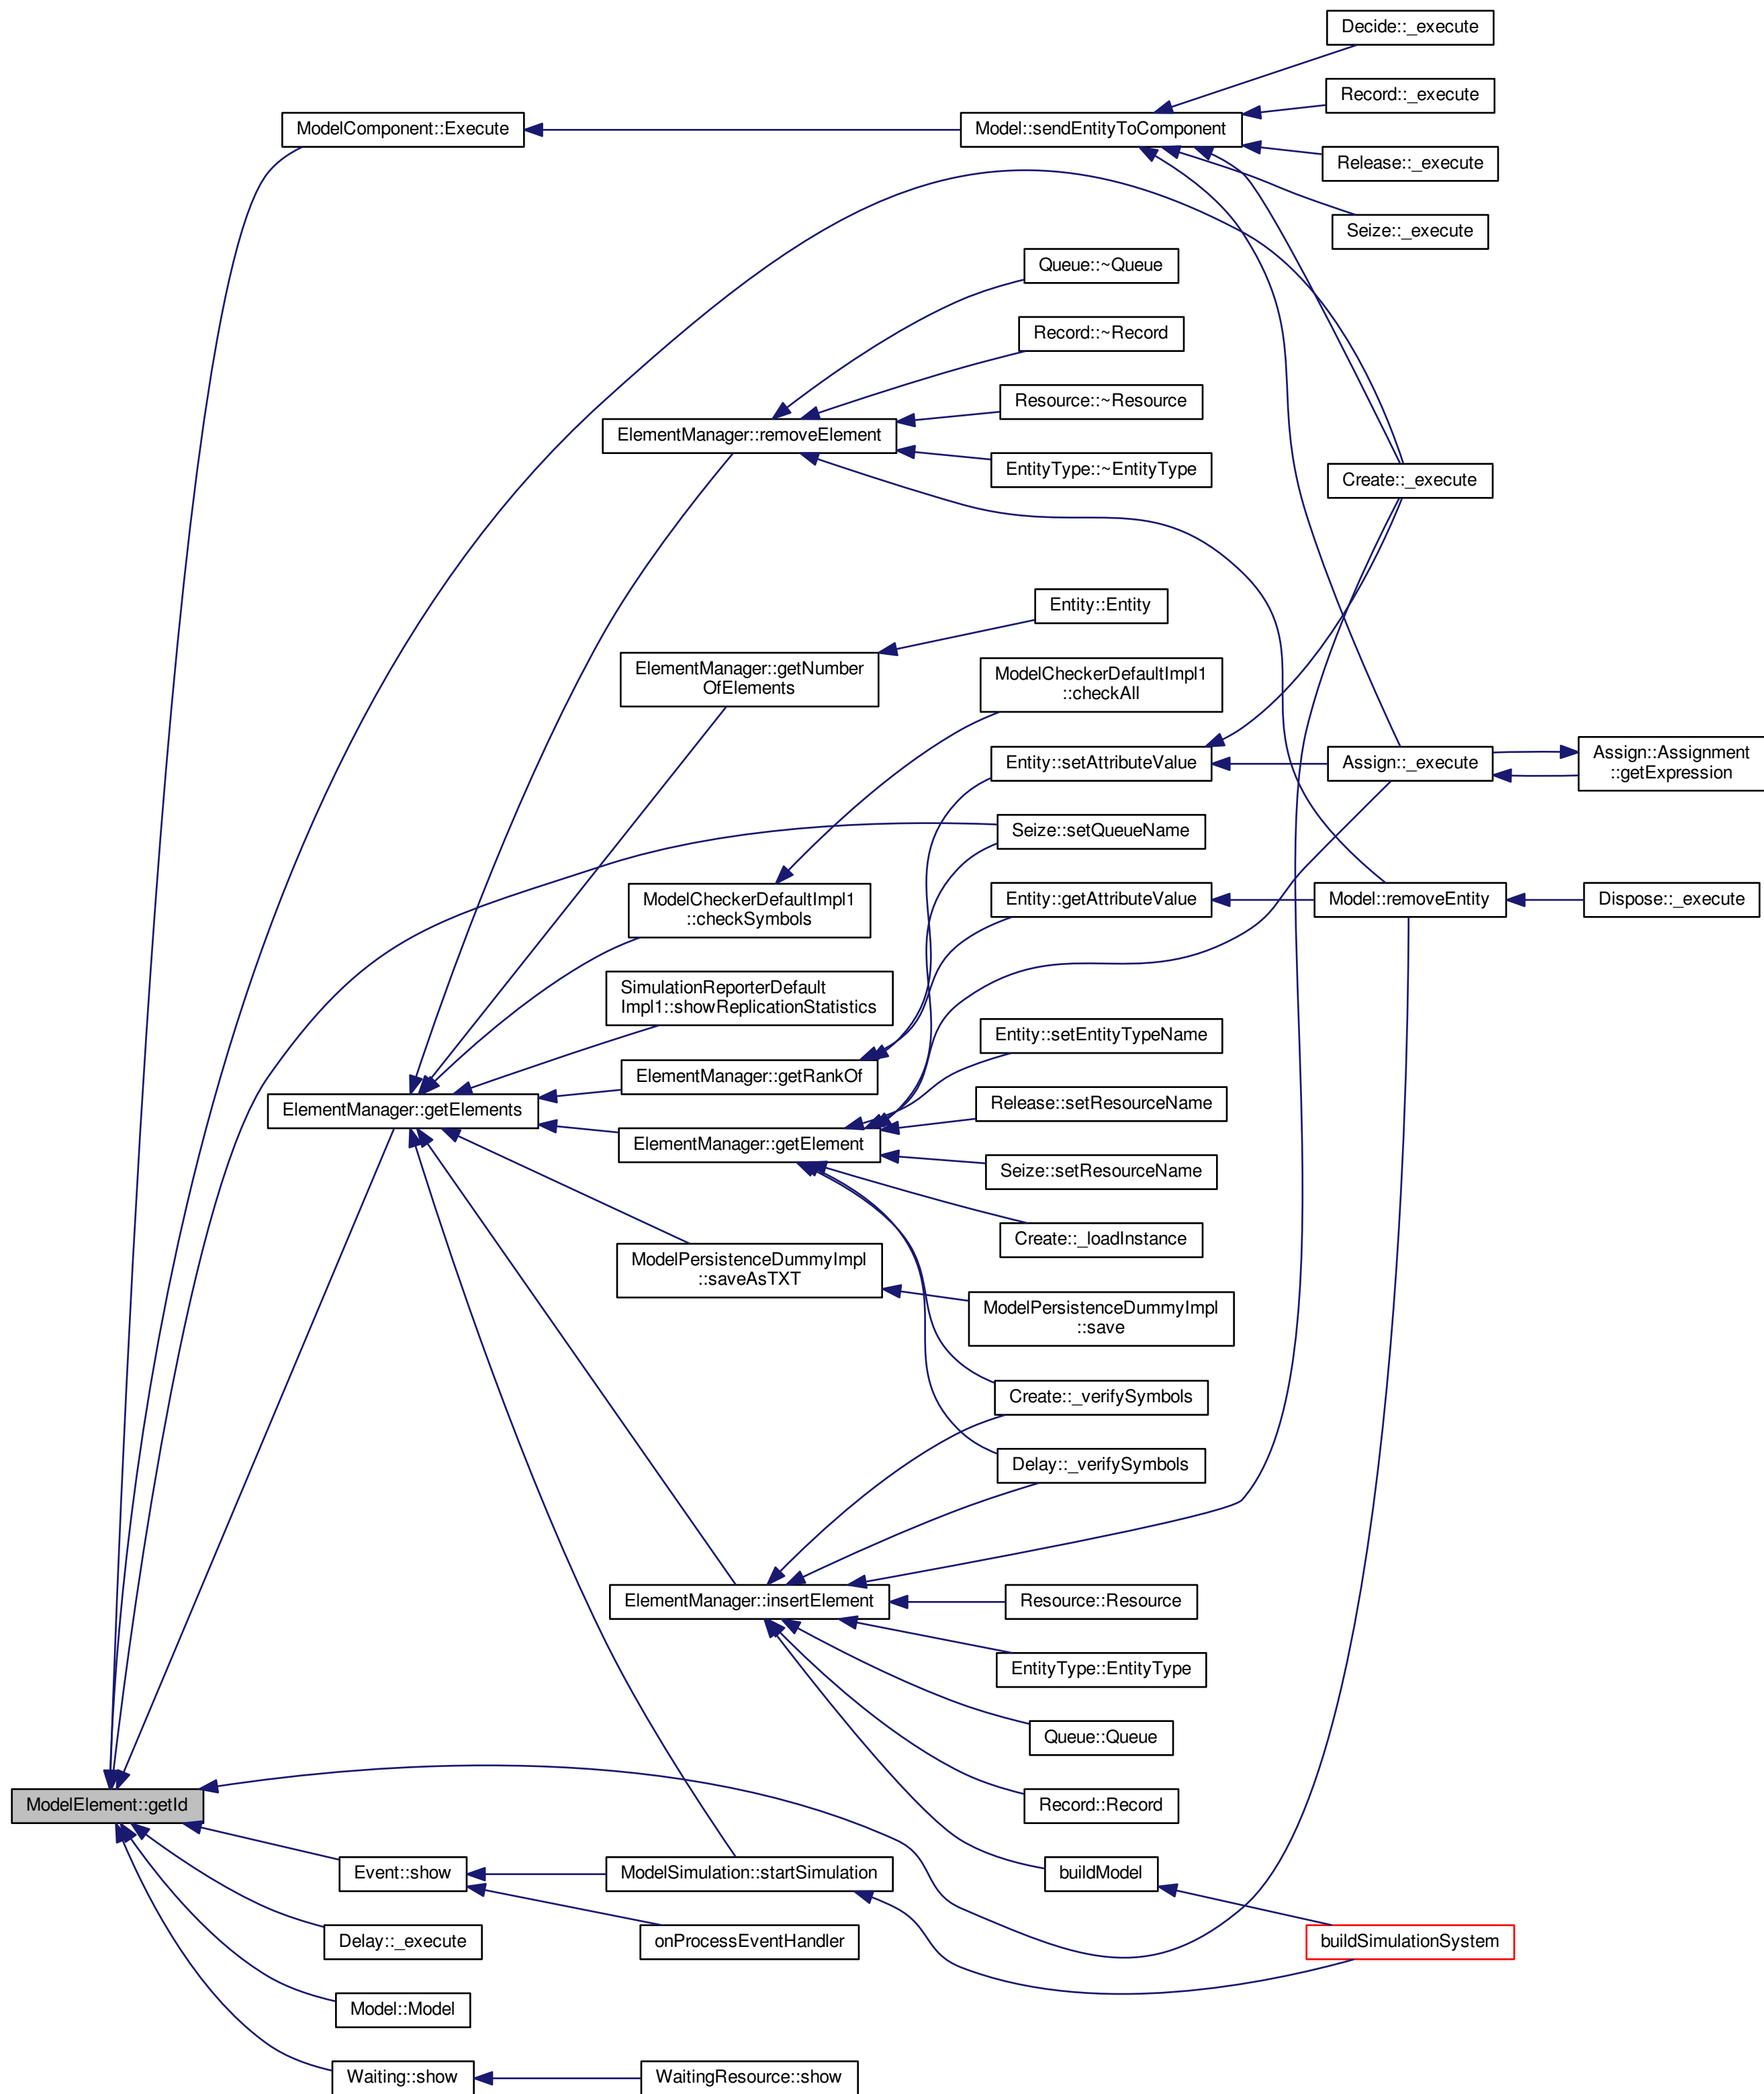 Decide::_execute
Record::_execute
ModelComponent::Execute
Model::sendEntityToComponent
Release::_execute
Seize::_execute
Queue::~Queue
Record::~Record
Resource::~Resource
ElementManager::removeElement
EntityType::~EntityType
Create::_execute
Entity::Entity
ElementManager::getNumber
OfElements
ModelCheckerDefaultImpl1
::checkAll
Entity::setAttributeValue
Assign::_execute
Assign::Assignment
::getExpression
Seize::setQueueName
ModelCheckerDefaultImpl1
::checkSymbols
Entity::getAttributeValue
Model::removeEntity
Dispose::_execute
SimulationReporterDefault
Impl1::showReplicationStatistics
Entity::setEntityTypeName
ElementManager::getRankOf
ElementManager::getElements
Release::setResourceName
ElementManager::getElement
Seize::setResourceName
Create::_loadInstance
ModelPersistenceDummyImpl
::saveAsTXT
ModelPersistenceDummyImpl
::save
Create::_verifySymbols
Delay::_verifySymbols
ElementManager::insertElement
Resource::Resource
EntityType::EntityType
Queue::Queue
ModelElement::getId
Record::Record
Event::show
ModelSimulation::startSimulation
buildModel
Delay::_execute
onProcessEventHandler
buildSimulationSystem
Model::Model
Waiting::show
WaitingResource::show